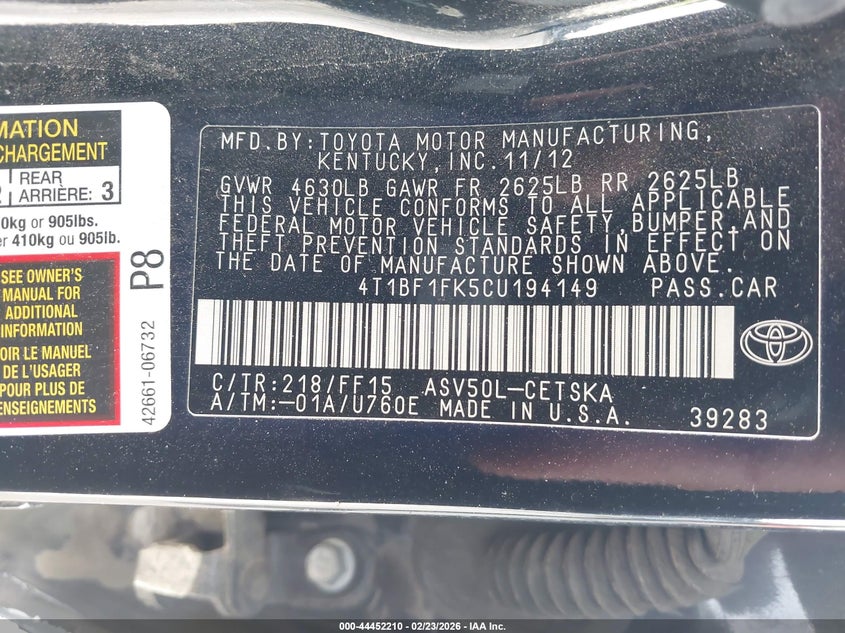 MATION
CHARGEMENT
REAR
ARRIÈRE: 3
0kg or 905lbs.
er 410kg ou 905lb.
SEE OWNER'S
MANUAL FOR
ADDITIONAL
INFORMATION
OIR LE MANUEL
DE L'USAGER
POUR PLUS DE
ENSEIGNEMENTS
P8
42661-06732
MFD.BY:TOYOTA MOTOR MANUFACTURING,
KENTUCKY,INC.11/12
GVWR 4630LB GAWR FR 2625LB RR 2625LB
THIS VEHICLE CONFORMS TO ALL APPLICABLE
FEDERAL MOTOR VEHICLE SAFETY,BUMPER,AND
THEFT PREVENTION STANDARDS IN EFFECT ON
THE DATE OF MANUFACTURE SHOWN ABOVE.
4T1BF1FK5CU194149 PASS.CAR
C/TR:218/FF15 ASV50L-CETSKA
A/TM:-01A/U760E MADE IN U.S.A. 39283
000-44452210 - 02/23/2026 - IAA Inc.